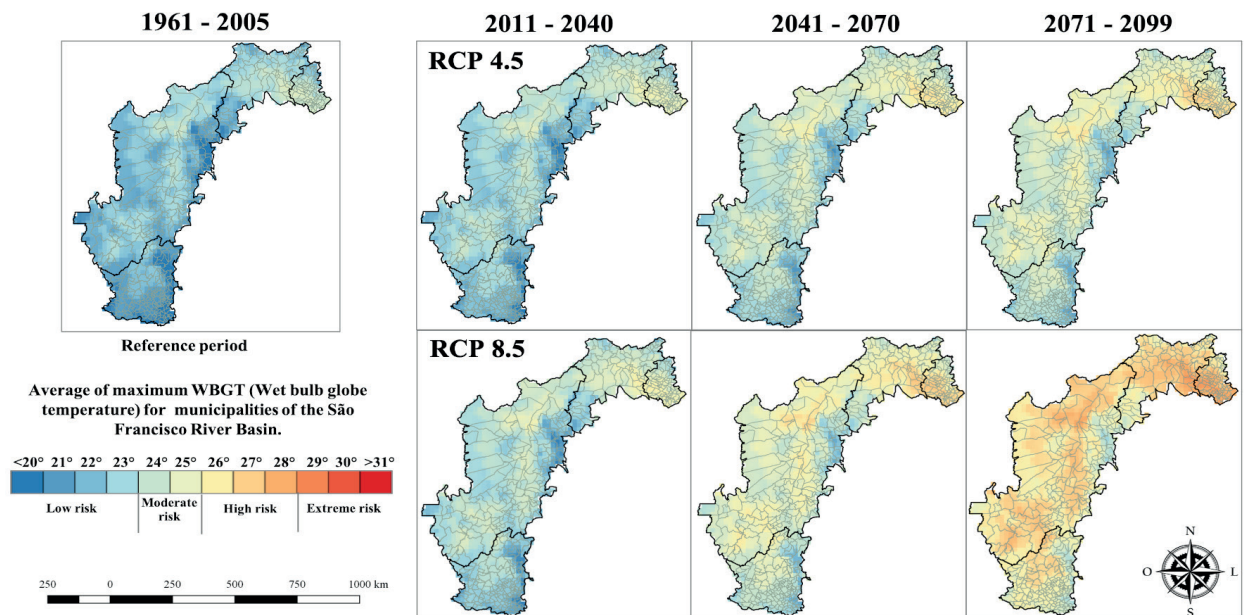 1961 - 2005
2011 - 2040
2041 - 2070
2071 - 2099
RCP 4.5
Reference period
RCP 8.5
Average of maximum WBGT (Wet bulb globe
temperature) for municipalities of the São
Francisco River Basin.
<20° 21° 22° 23° 24° 25° 26° 27° 28° 29° 30° >31°
Low risk
Moderate
risk
High risk
Extreme risk
250 0 250 500 750 1000 km
N
O L
S